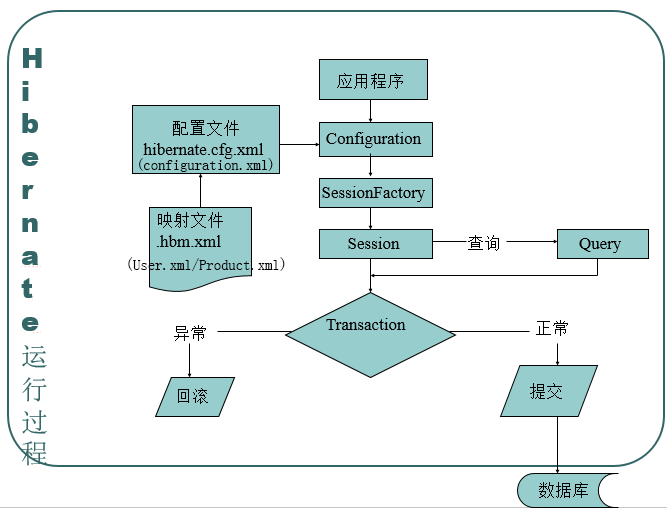 Hibernate运行过程
应用程序
配置文件
hibernate.cfg.xml
(configuration.xml)
Configuration
映射文件
.hbm.xml
(User.xml/Product.xml)
SessionFactory
Session
查询
Query
Transaction
异常
正常
回滚
提交
数据库